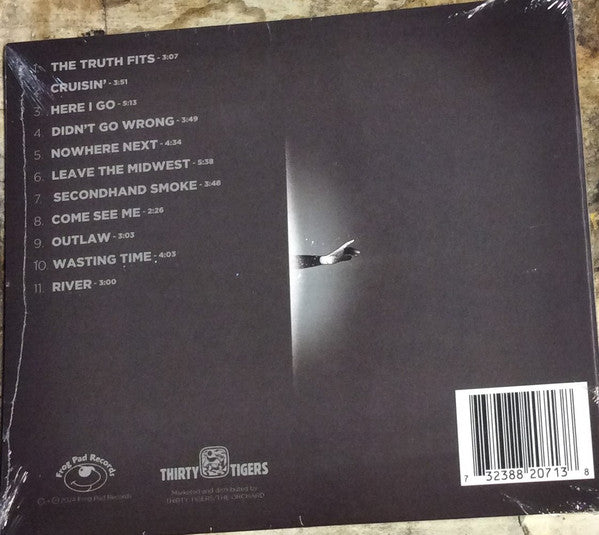 1. THE TRUTH FITS - 3:07
CRUISIN' - 3:51
3. HERE I GO - 5:13
4. DIDN'T GO WRONG - 3:49
5. NOWHERE NEXT - 4:34
6. LEAVE THE MIDWEST - 5:38
7. SECONDHAND SMOKE - 3:48
8. COME SEE ME - 2:26
9. OUTLAW - 3:03
10. WASTING TIME - 4:03
11. RIVER - 3:00
Frog Pad Records
Frog Pad Records
THIRTY TIGERS
Marketed and distributed by
THIRTY TIGERS/THE ORCHARD
7 32388 20713 8